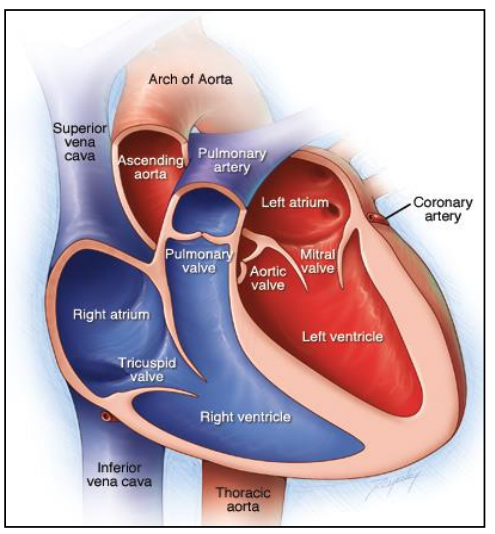 Arch of Aorta
Superior
vena
cava
Ascending
aorta
Pulmonary
artery
Left atrium
Coronary
artery
Pulmonary
valve
Aortic
valve
Mitral
valve
Right atrium
Left ventricle
Tricuspid
valve
Right ventricle
Inferior
vena cava
Thoracic
aorta